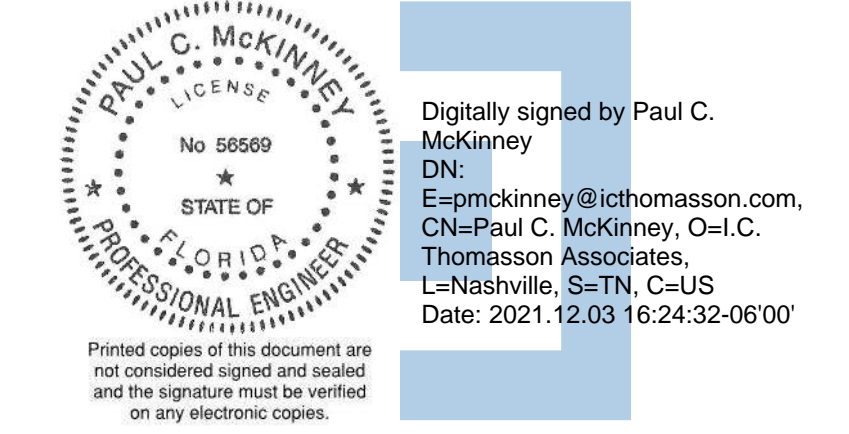 PAUL C. McKINNEY
LICENSE
No 56569
STATE OF
FLORIDA
PROFESSIONAL ENGINEER
Printed copies of this document are
not considered signed and sealed
and the signature must be verified
on any electronic copies.
Digitally signed by Paul C.
McKinney
DN:
E=pmckinney@icthomasson.com,
CN=Paul C. McKinney, O=I.C.
Thomasson Associates,
L=Nashville, S=TN, C=US
Date: 2021.12.03 16:24:32-06'00'